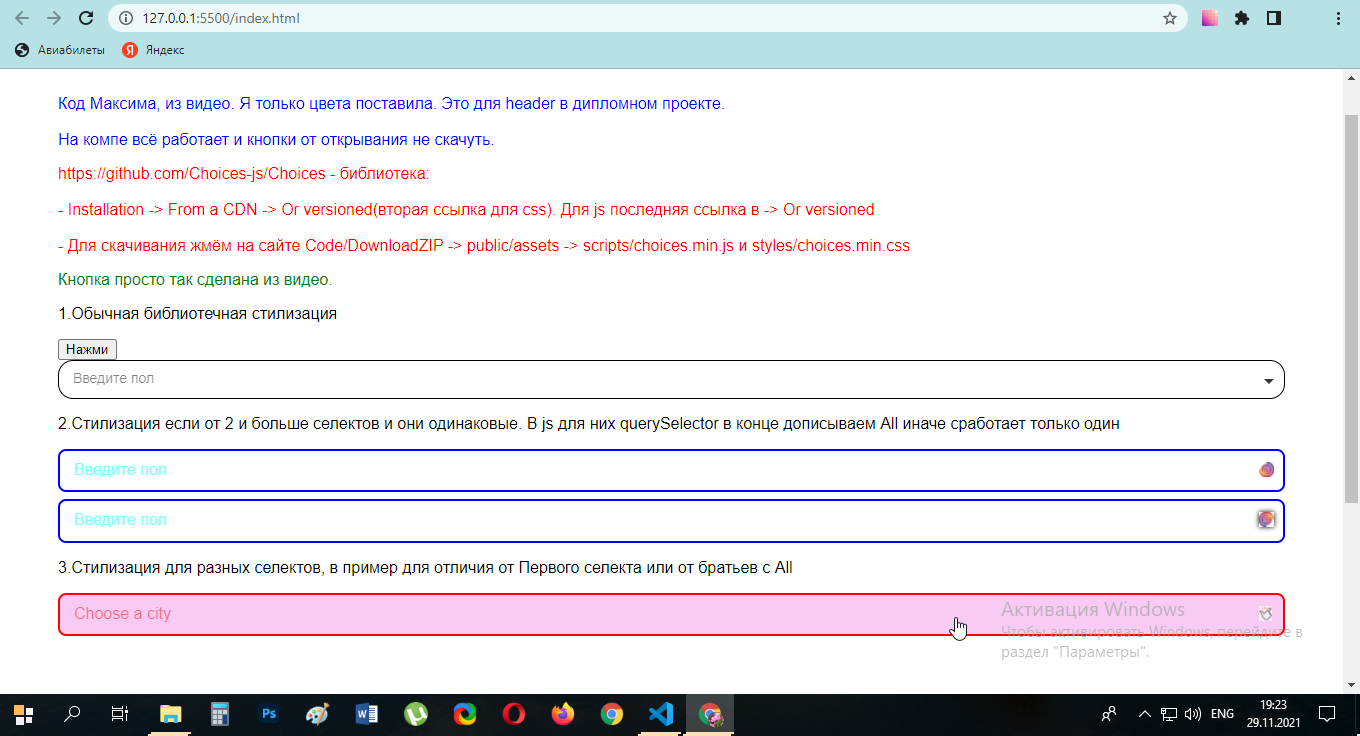 127.0.0.1:5500/index.html
Авиабилеты
Я
Яндекс
Код Максима, из видео. Я только цвета поставила. Это для header в дипломном проекте.
На компе всё работает и кнопки от открывания не скачуть.
https://github.com/Choices-js/Choices - библиотека:
- Installation -> From a CDN -> Or versioned(вторая ссылка для css). Для js последняя ссылка в -> Or versioned
- Для скачивания жмём на сайте Code/DownloadZIP -> public/assets -> scripts/choices.min.js и styles/choices.min.css
Кнопка просто так сделана из видео.
1.Обычная библиотечная стилизация
Нажми
Введите пол
2.Стилизация если от 2 и больше селектов и они одинаковые. В js для них querySelector в конце дописываем All иначе сработает только один
Введите пол
Введите пол
3.Стилизация для разных селектов, в пример для отличия от Первого селекта или от братьев с All
Choose a city
Активация Windows
Чтобы активировать Windows, перейдите в
раздел "Параметры".
Ps
W
ENG
19:23
29.11.2021